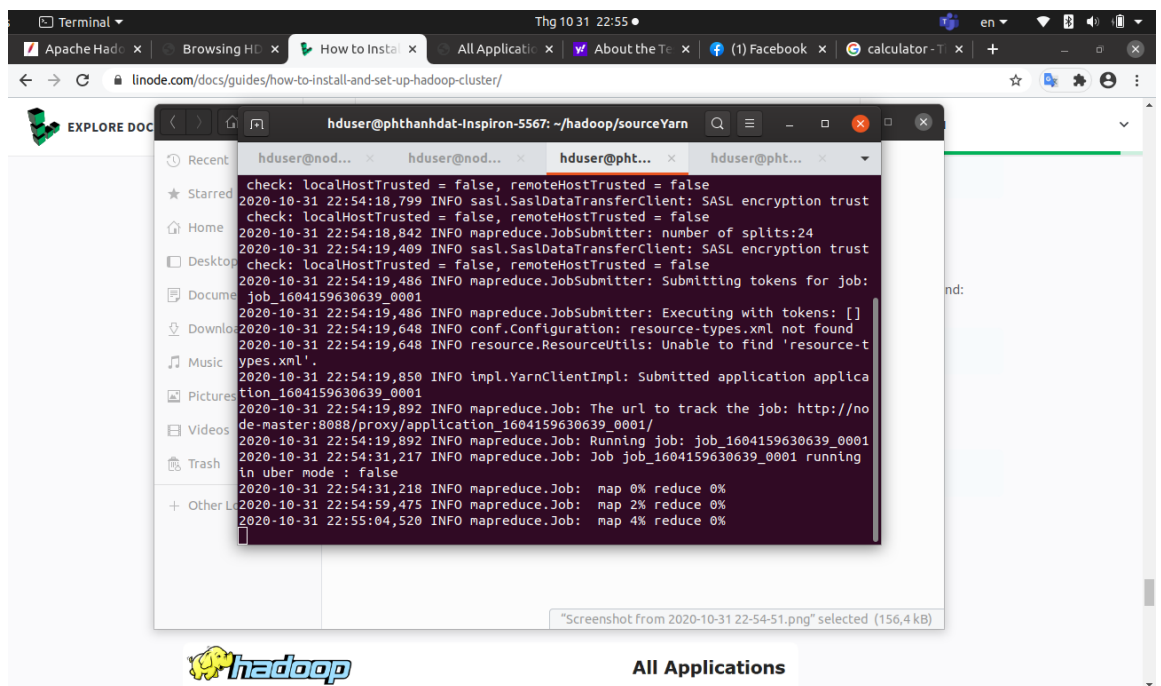 Terminal
Thg 10 31 22:55
en
Apache Hado
Browsing HD
How to Instal
All Applicatio
About the Te
(1) Facebook
calculator - Ti
linode.com/docs/guides/how-to-install-and-set-up-hadoop-cluster/
EXPLORE DOC
hduser@phthanhdat-Inspiron-5567: ~/hadoop/sourceYarn
hduser@nod...
hduser@nod...
hduser@pht...
hduser@pht...
Recent
Starred
Home
Desktop
Docume
Downloa
Music
Pictures
Videos
Trash
+ Other Lo
check: localHostTrusted = false, remoteHostTrusted = false
2020-10-31 22:54:18,799 INFO sasl.SaslDataTransferClient: SASL encryption trust
check: localHostTrusted = false, remoteHostTrusted = false
2020-10-31 22:54:18,842 INFO mapreduce.JobSubmitter: number of splits:24
2020-10-31 22:54:19,409 INFO sasl.SaslDataTransferClient: SASL encryption trust
check: localHostTrusted = false, remoteHostTrusted = false
2020-10-31 22:54:19,486 INFO mapreduce.JobSubmitter: Submitting tokens for job:
job_1604159630639_0001
2020-10-31 22:54:19,486 INFO mapreduce.JobSubmitter: Executing with tokens: []
2020-10-31 22:54:19,648 INFO conf.Configuration: resource-types.xml not found
2020-10-31 22:54:19,648 INFO resource.ResourceUtils: Unable to find 'resource-t
ypes.xml'.
2020-10-31 22:54:19,850 INFO impl.YarnClientImpl: Submitted application applica
tion_1604159630639_0001
2020-10-31 22:54:19,892 INFO mapreduce.Job: The url to track the job: http://no
de-master:8088/proxy/application_1604159630639_0001/
2020-10-31 22:54:19,892 INFO mapreduce.Job: Running job: job_1604159630639_0001
2020-10-31 22:54:31,217 INFO mapreduce.Job: Job job_1604159630639_0001 running
in uber mode : false
2020-10-31 22:54:31,218 INFO mapreduce.Job:  map 0% reduce 0%
2020-10-31 22:54:59,475 INFO mapreduce.Job:  map 2% reduce 0%
2020-10-31 22:55:04,520 INFO mapreduce.Job:  map 4% reduce 0%
nd:
"Screenshot from 2020-10-31 22-54-51.png" selected (156,4 kB)
hadoop
All Applications